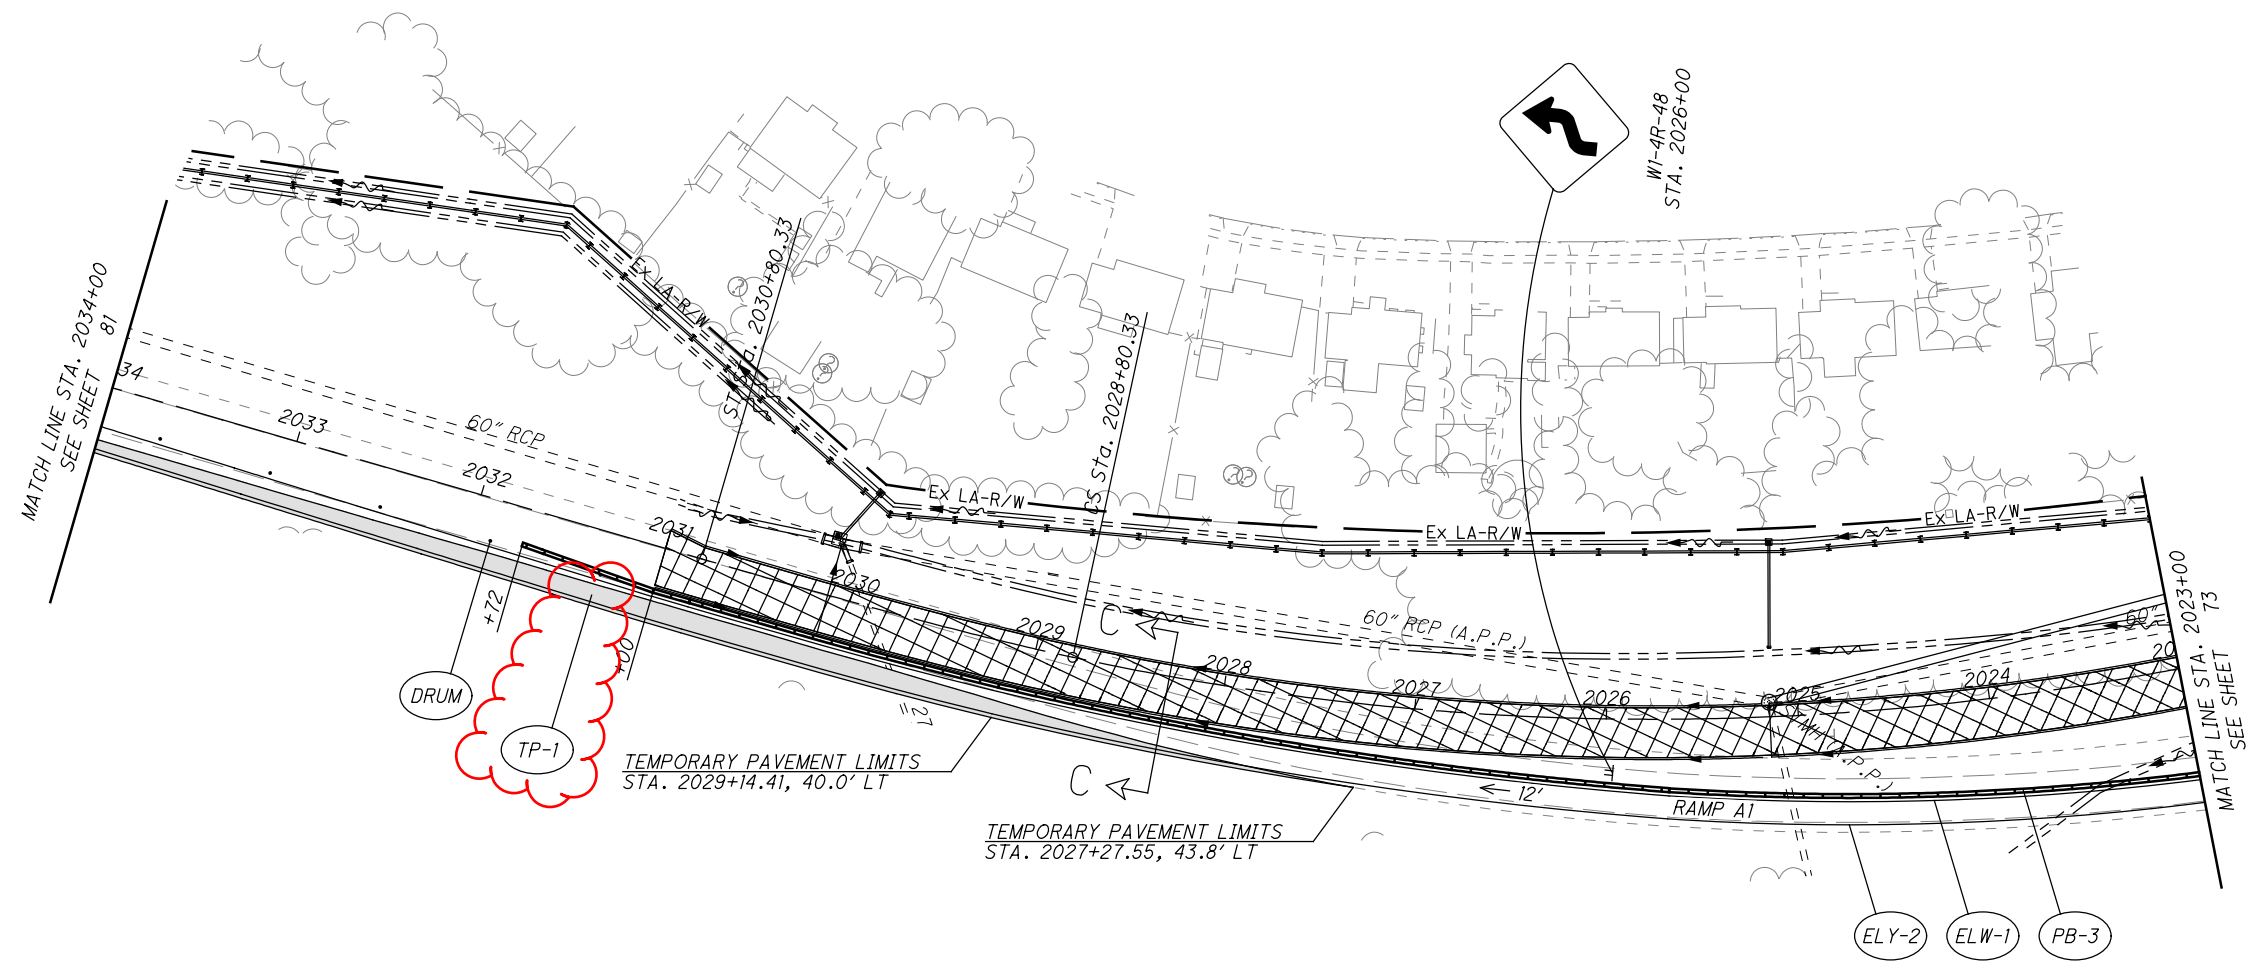 W1-4R-48
STA. 2026+00
MATCH LINE STA. 2034+00
SEE SHEET 81
34
2033
2032
2031
2030
2029
2028
2027
2026
2025
2024
20
60" RCP
Ex LA-R/W
Sta. 2030+80.33
CS Sta. 2028+80.33
Ex LA-R/W
Ex LA-R/W
Ex LA-R/W
60" RCP (A.P.P.)
60"
+72
+00
27
DRUM
TP-1
TEMPORARY PAVEMENT LIMITS
STA. 2029+14.41, 40.0' LT
C
C
TEMPORARY PAVEMENT LIMITS
STA. 2027+27.55, 43.8' LT
12'
RAMP A1
MATCH LINE STA. 2023+00
SEE SHEET 73
ELY-2
ELW-1
PB-3